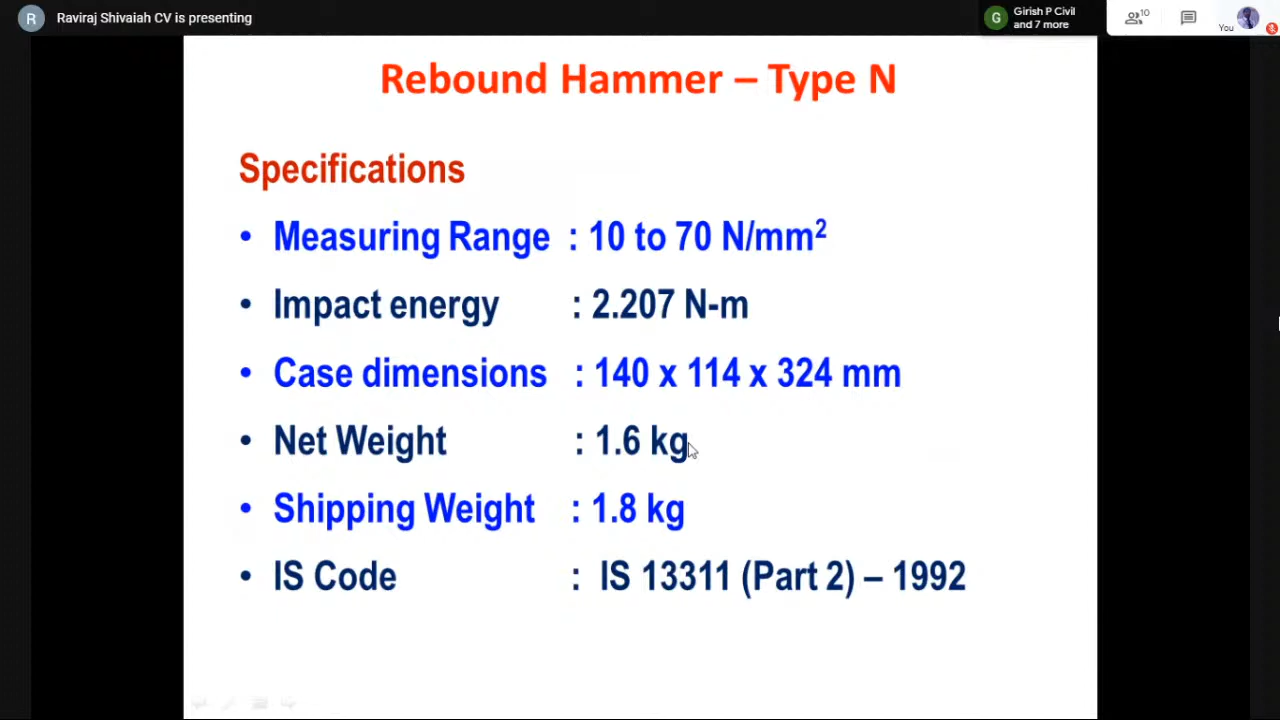 R Raviraj Shivaiah CV is presenting
G Girish P Civil
and 7 more
10
You
Rebound Hammer – Type N
Specifications
• Measuring Range : 10 to 70 N/mm²
• Impact energy : 2.207 N-m
• Case dimensions : 140 x 114 x 324 mm
• Net Weight : 1.6 kg
• Shipping Weight : 1.8 kg
• IS Code : IS 13311 (Part 2) – 1992